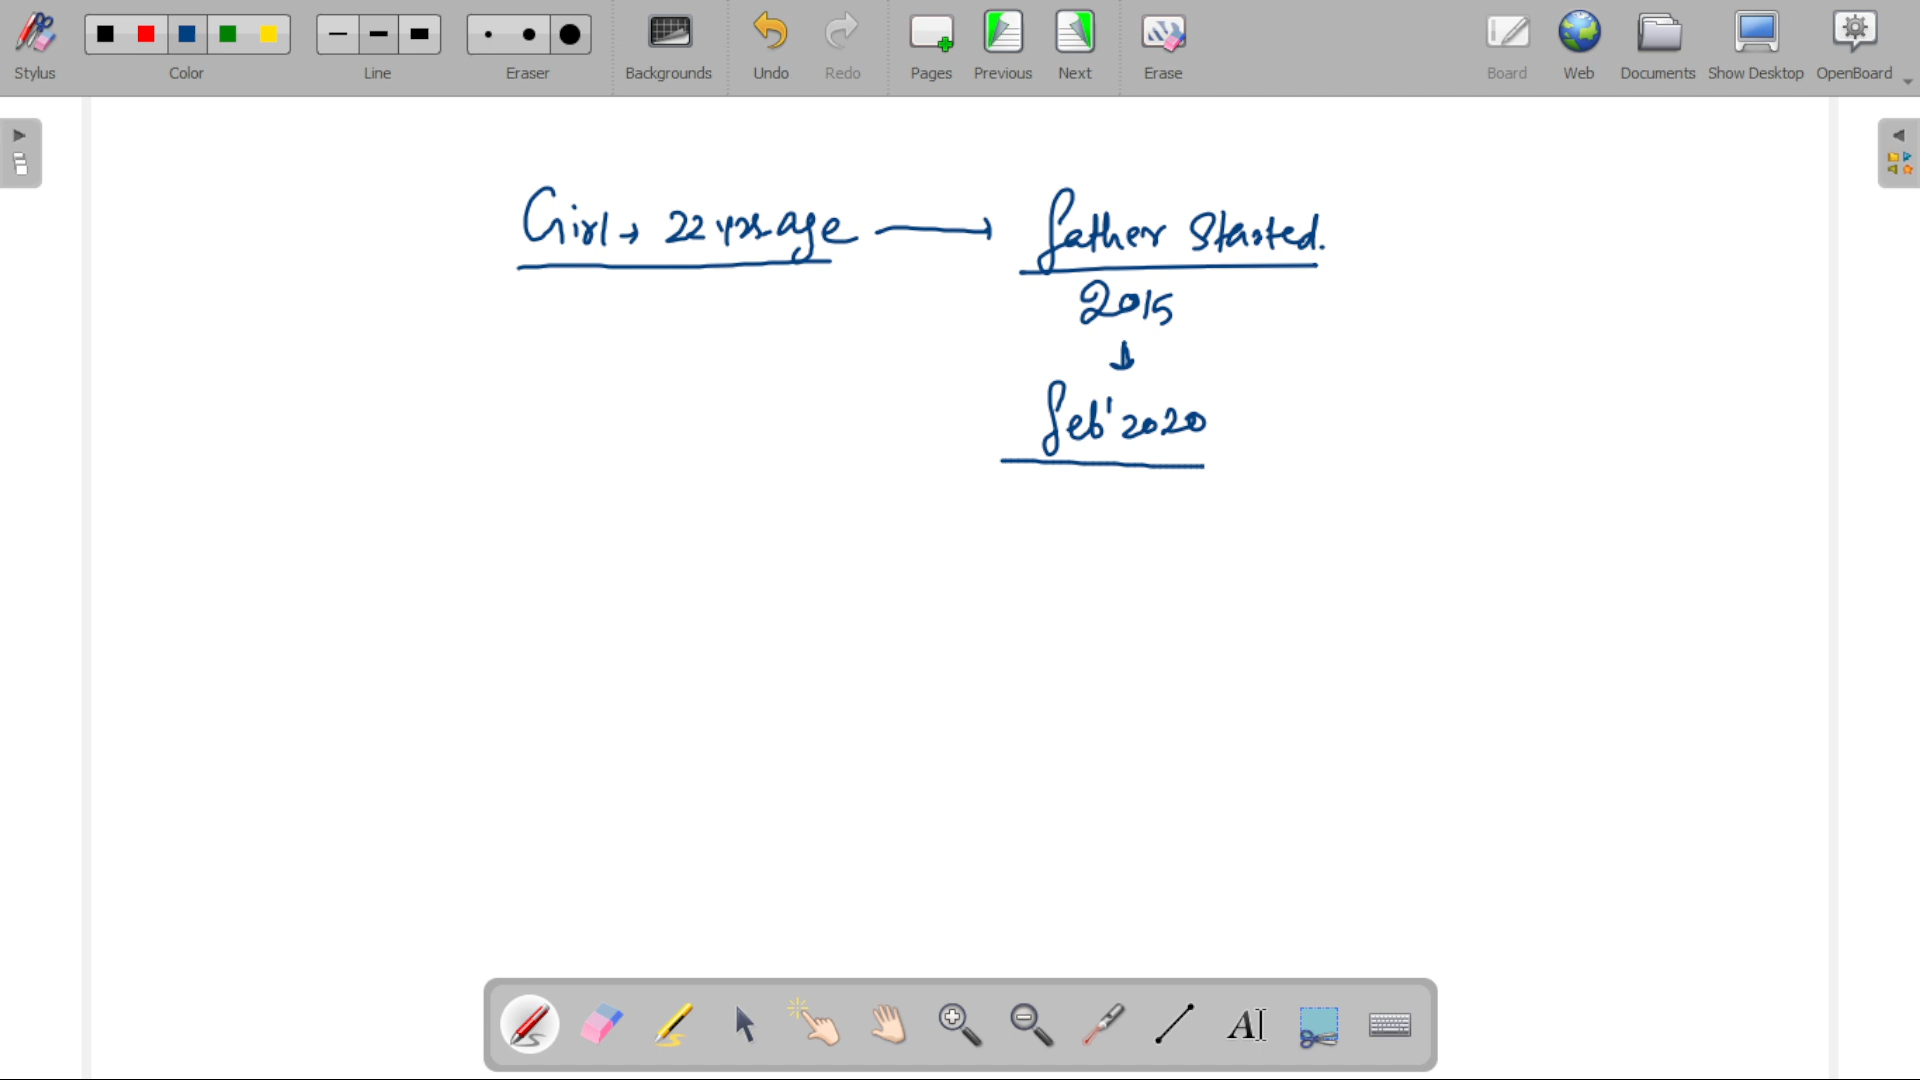 Stylus Color Line Eraser Backgrounds Undo Redo Pages Previous Next Erase Board Web Documents Show Desktop OpenBoard
Girl → 22 yrs age → father started.
2015
↓
feb' 2020